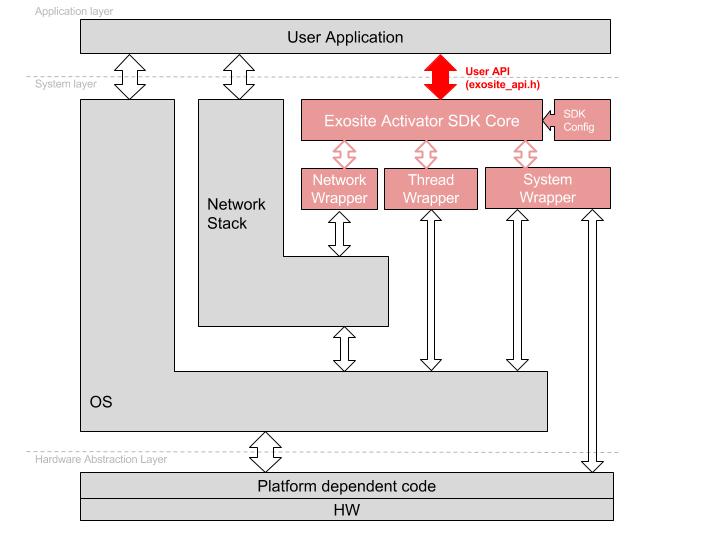 Application layer
User Application
User API
(exosite_api.h)
System layer
Exosite Activator SDK Core
SDK
Config
Network
Wrapper
Thread
Wrapper
System
Wrapper
Network
Stack
OS
Hardware Abstraction Layer
Platform dependent code
HW